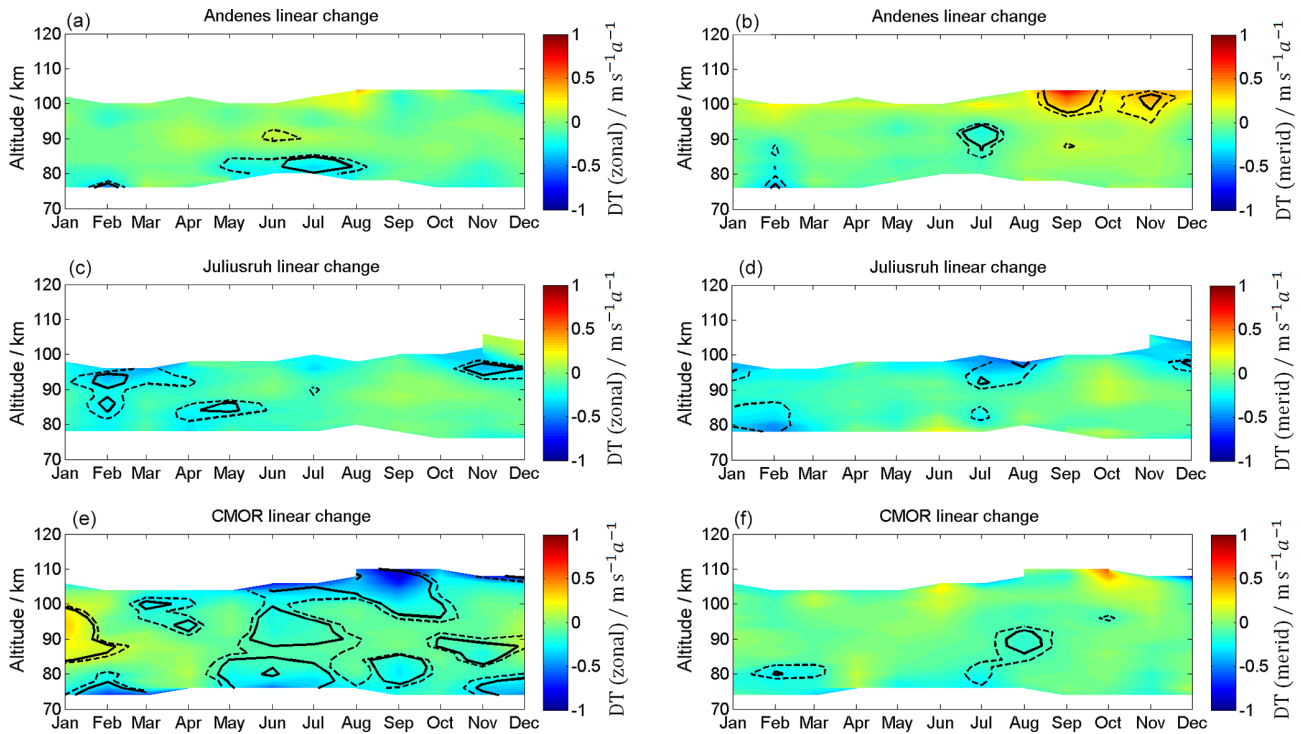 (a) Andenes linear change
120
110
100
90
80
70
Altitude / km
Jan Feb Mar Apr May Jun Jul Aug Sep Oct Nov Dec
1
0.5
0
-0.5
-1
DT (zonal) / m s⁻¹a⁻¹
(b) Andenes linear change
120
110
100
90
80
70
Altitude / km
Jan Feb Mar Apr May Jun Jul Aug Sep Oct Nov Dec
1
0.5
0
-0.5
-1
DT (merid) / m s⁻¹a⁻¹
(c) Juliusruh linear change
120
110
100
90
80
70
Altitude / km
Jan Feb Mar Apr May Jun Jul Aug Sep Oct Nov Dec
1
0.5
0
-0.5
-1
DT (zonal) / m s⁻¹a⁻¹
(d) Juliusruh linear change
120
110
100
90
80
70
Altitude / km
Jan Feb Mar Apr May Jun Jul Aug Sep Oct Nov Dec
1
0.5
0
-0.5
-1
DT (merid) / m s⁻¹a⁻¹
(e) CMOR linear change
120
110
100
90
80
70
Altitude / km
Jan Feb Mar Apr May Jun Jul Aug Sep Oct Nov Dec
1
0.5
0
-0.5
-1
DT (zonal) / m s⁻¹a⁻¹
(f) CMOR linear change
120
110
100
90
80
70
Altitude / km
Jan Feb Mar Apr May Jun Jul Aug Sep Oct Nov Dec
1
0.5
0
-0.5
-1
DT (merid) / m s⁻¹a⁻¹